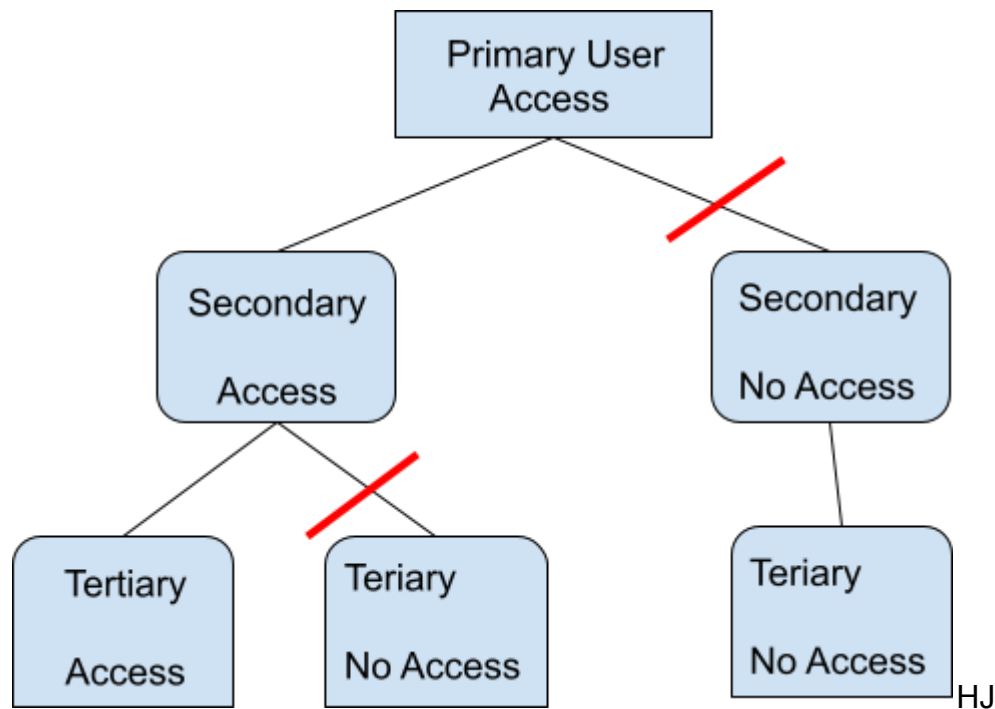 Primary User
Access
Secondary
Access
Secondary
No Access
Tertiary
Access
Teriary
No Access
Teriary
No Access
HJ